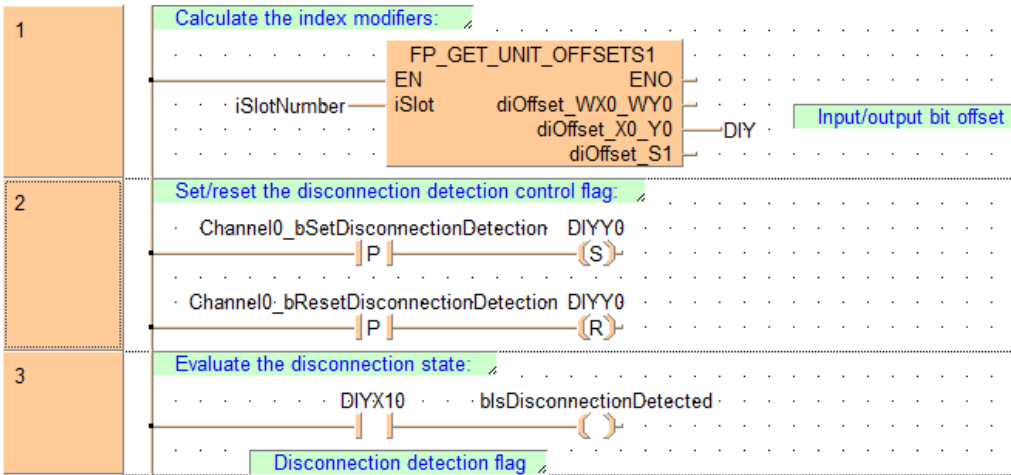 1
Calculate the index modifiers:
FP_GET_UNIT_OFFSETS1
EN ENO
iSlotNumber iSlot diOffset_WX0_WY0
diOffset_X0_Y0 DIY Input/output bit offset
diOffset_S1
2
Set/reset the disconnection detection control flag:
Channel0_bSetDisconnectionDetection DIYY0
P S
Channel0_bResetDisconnectionDetection DIYY0
P R
3
Evaluate the disconnection state:
DIYX10 bIsDisconnectionDetected
Disconnection detection flag